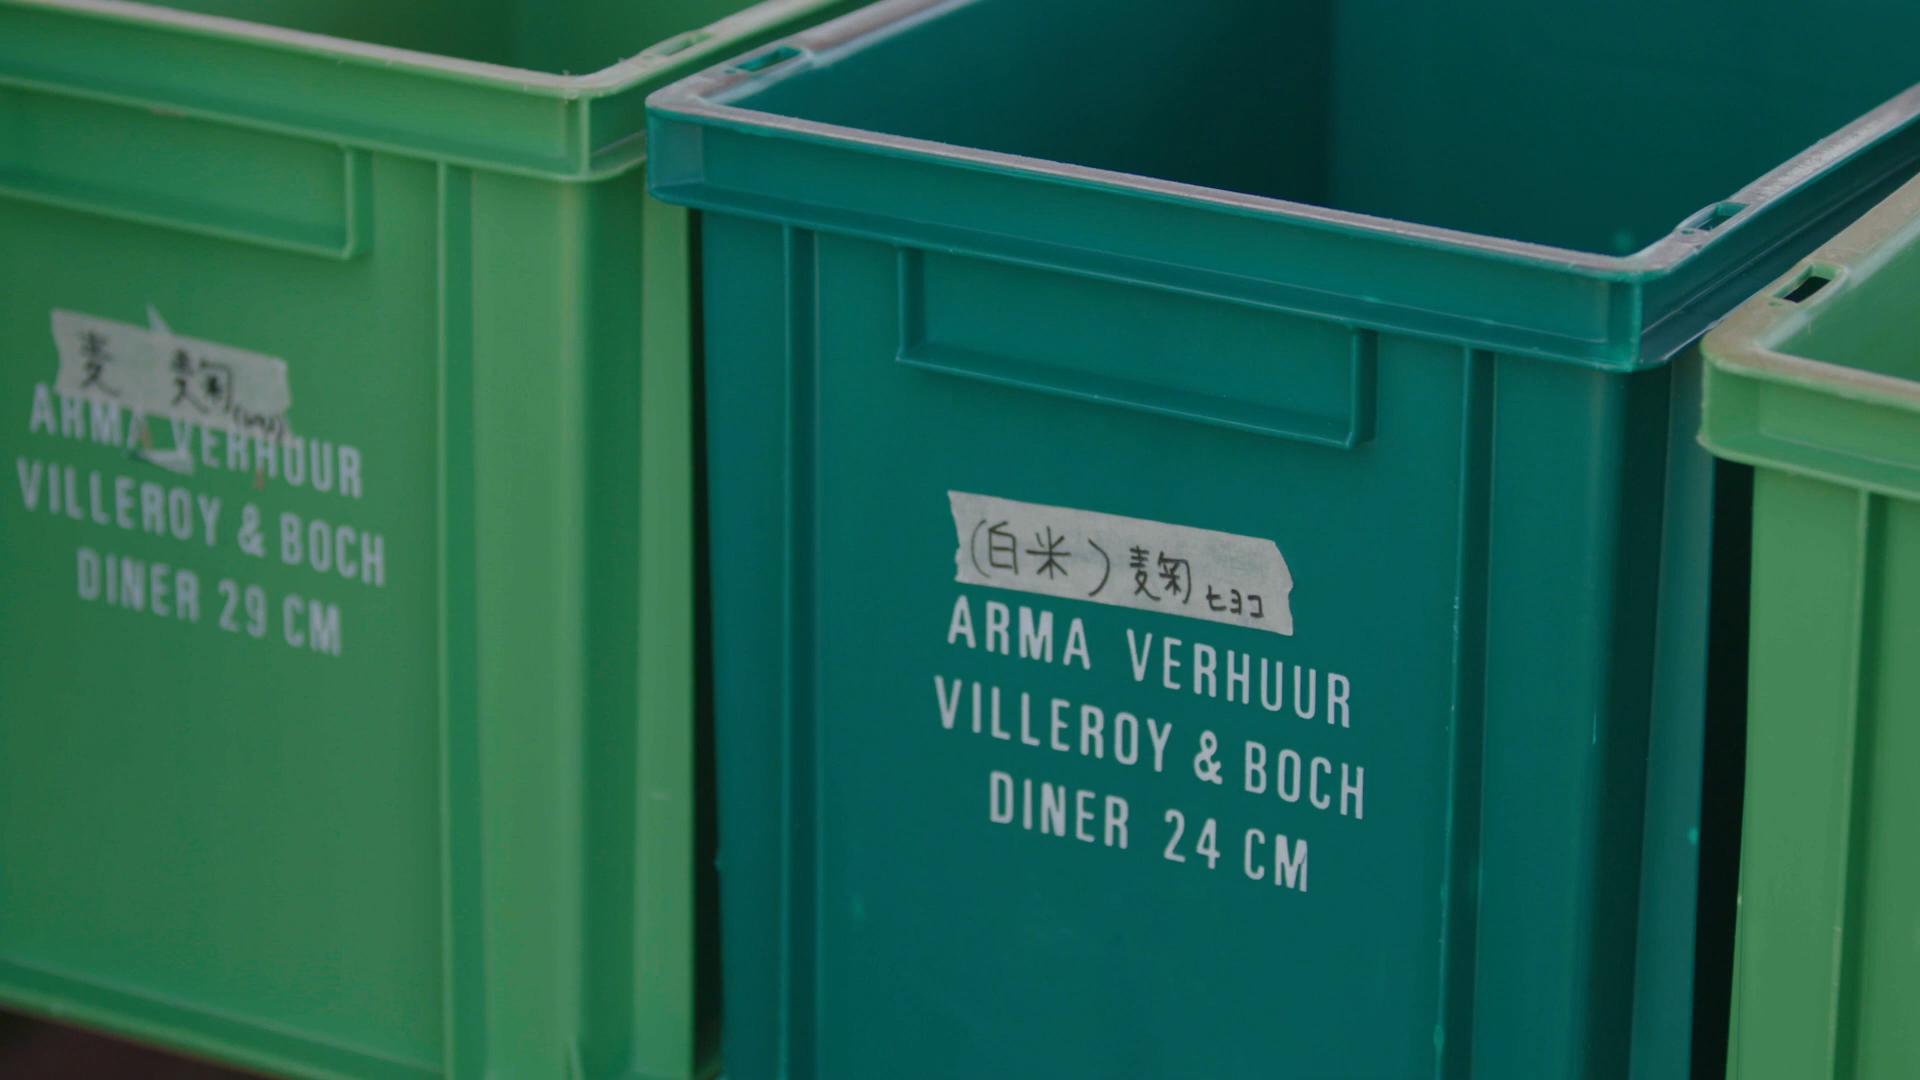 麦 麹
ARMA VERHUUR
VILLEROY & BOCH
DINER 29 CM
(白米) 麹 ヒヨコ
ARMA VERHUUR
VILLEROY & BOCH
DINER 24 CM